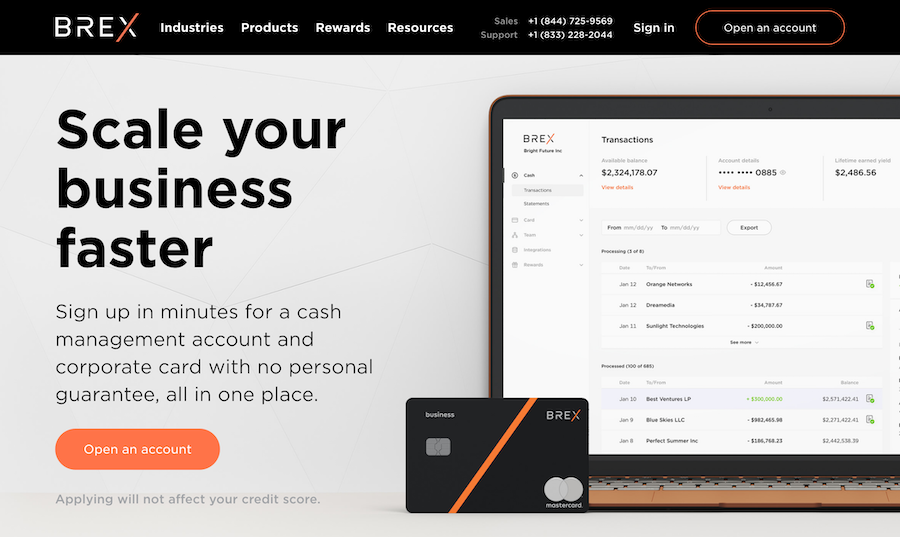 BREX Industries Products Rewards Resources Sales +1 (844) 725-9569 Sign in Open an account
Support +1 (833) 228-2044
Scale your
business
faster
Sign up in minutes for a cash
management account and
corporate card with no personal
guarantee, all in one place.
Open an account
Applying will not affect your credit score.
BREX
Bright Future Inc
Cash
Transactions
Statements
Card
Team
Integrations
Rewards
Transactions
Available balance Account details Lifetime earned yield
$2,324,178.07 •••• •••• 0885 $2,486.56
View details View details
From mm/dd/yy To mm/dd/yy Export
Processing (3 of 8)
Date To/From Amount
Jan 12 Orange Networks - $12,456.67
Jan 12 Dreamedia - $34,787.67
Jan 11 Sunlight Technologies - $200,000.00
See more
Processed (100 of 685)
Date To/From Amount Balance
Jan 10 Best Ventures LP + $300,000.00 $2,571,422.41
Jan 9 Blue Skies LLC - $982,465.98 $2,271,422.41
Jan 8 Perfect Summer Inc - $186,768.23 $2,442,538.39
business BREX
mastercard